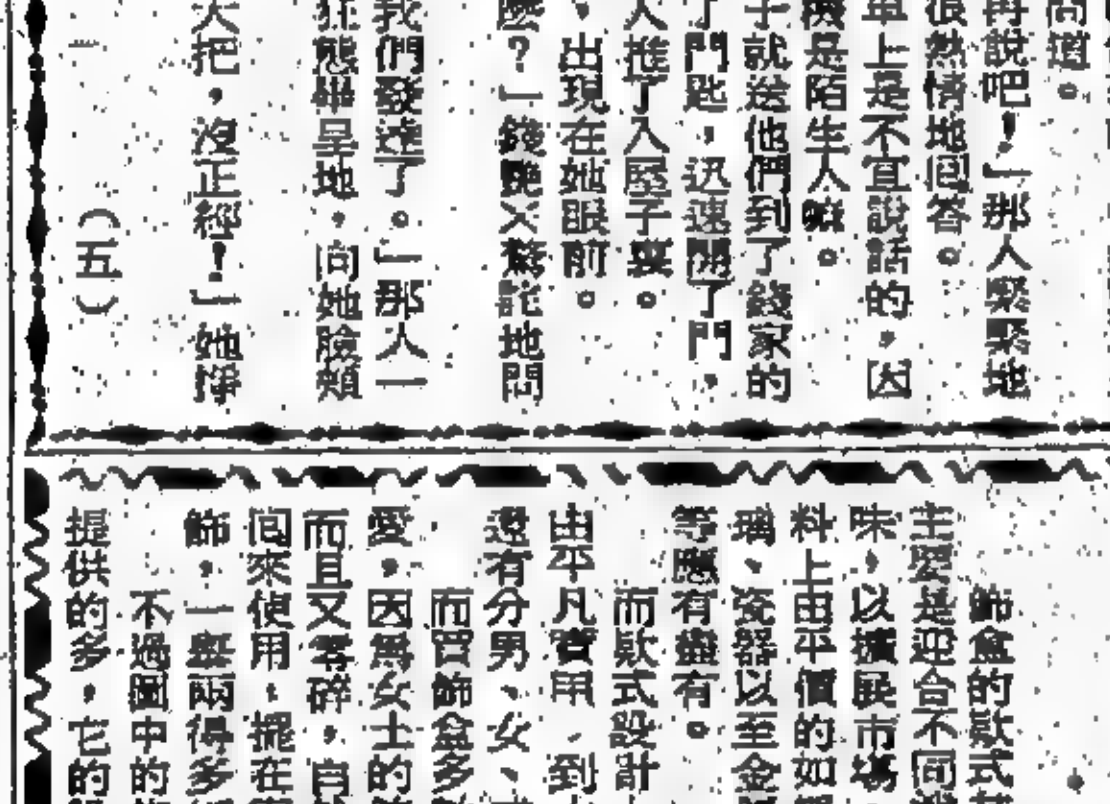 問道。
再說吧！」那人緊緊地
很熱情地回答。
車上是不宜說話的，因
機是陌生人嘛。
子就送他們到了錢家的
了門匙，迅速開了門，
人推了入屋子裏。
，出現在她眼前。
麼？」錢艷又驚詫地問
我們發達了。」那人一
狂態畢呈地，向她臉頰
大把，沒正經！」她掙
（五）
飾盒的欵式
主要是迎合不同
味，以擴展市場，
料上由平價的如
璃、瓷器以至金
等應有盡有。
而欵式設計
由平凡實用，到
還有分男、女、
而買飾盒多
愛，因為女士的
而且又零碎，自
回來使用，擺在
飾，一舉兩得多
不過圖中的
提供的多，它的